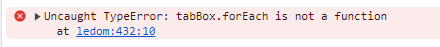 Uncaught TypeError: tabBox.forEach is not a function
at ledom:432:10